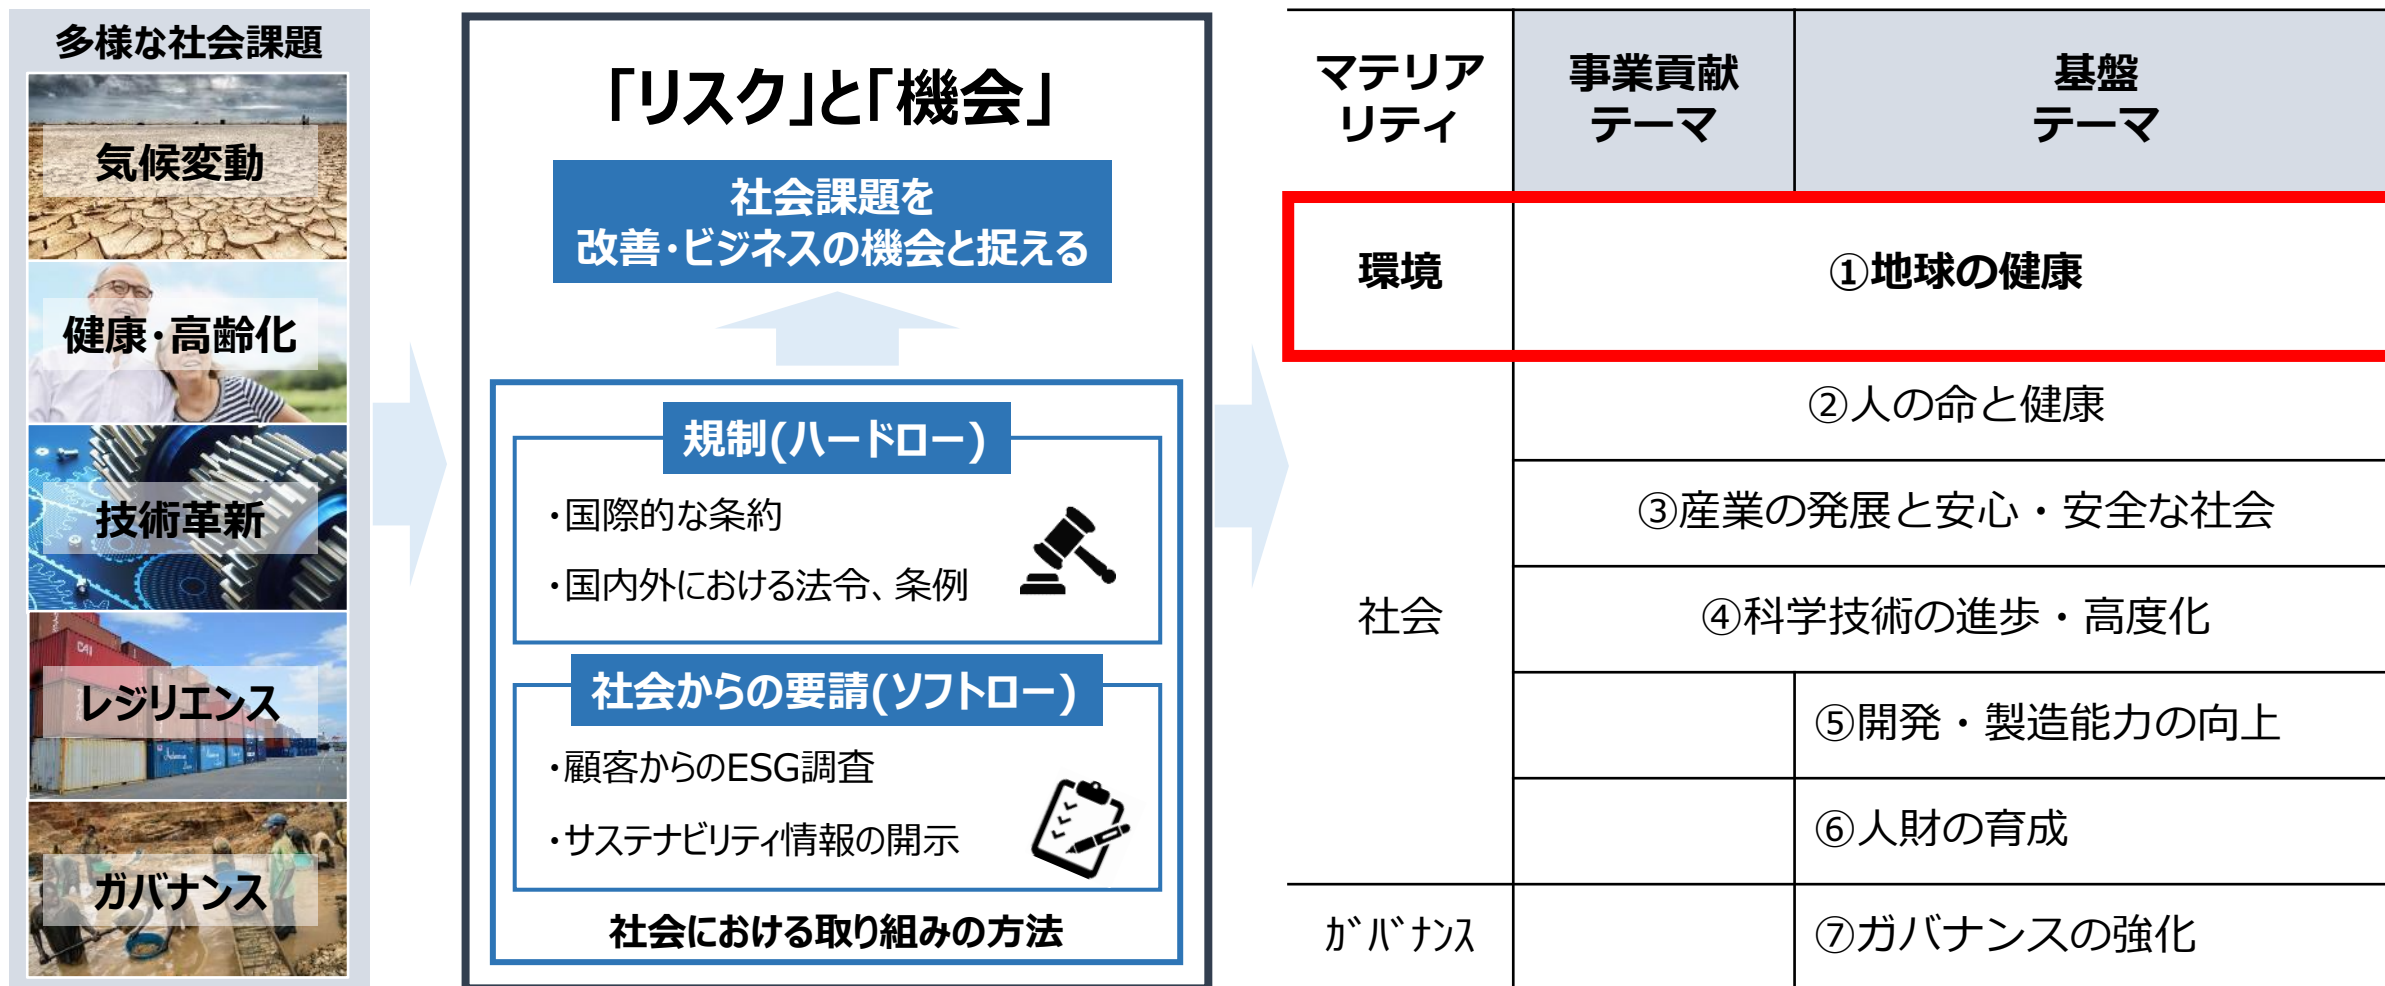 多様な社会課題
気候変動
健康・高齢化
技術革新
レジリエンス
ガバナンス
「リスク」と「機会」
社会課題を
改善・ビジネスの機会と捉える
規制(ハードロー)
・国際的な条約
・国内外における法令、条例
社会からの要請(ソフトロー)
・顧客からのESG調査
・サステナビリティ情報の開示
社会における取り組みの方法
マテリア
リティ
事業貢献
テーマ
基盤
テーマ
環境
①地球の健康
社会
②人の命と健康
③産業の発展と安心・安全な社会
④科学技術の進歩・高度化
⑤開発・製造能力の向上
⑥人財の育成
ｶﾞﾊﾞﾅﾝｽ
⑦ガバナンスの強化